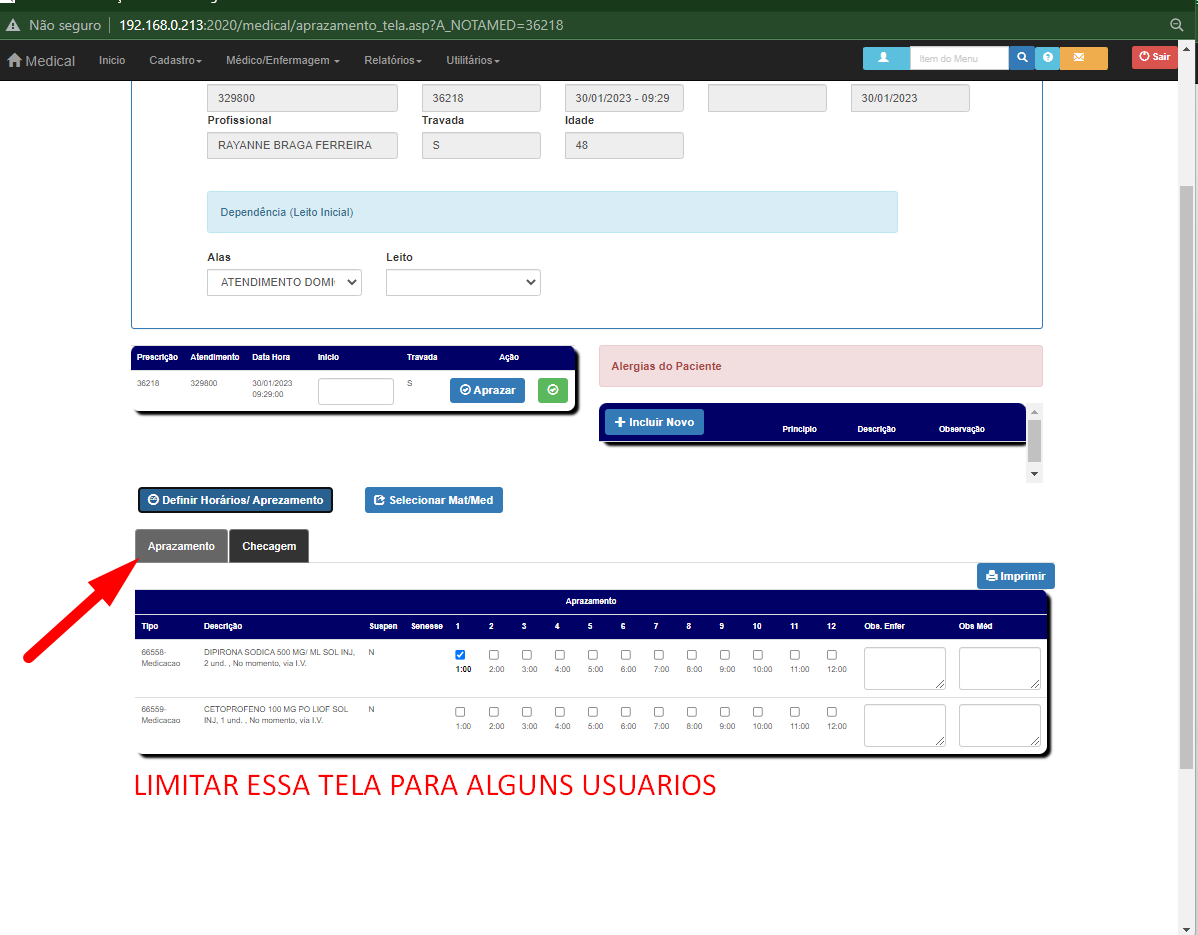 Não seguro 192.168.0.213:2020/medical/aprazamento_tela.asp?A_NOTAMED=36218
Medical Inicio Cadastro Médico/Enfermagem Relatórios Utilitários Item do Menu Sair
329800 36218 30/01/2023 - 09:29 30/01/2023
Profissional Travada Idade
RAYANNE BRAGA FERREIRA S 48
Dependência (Leito Inicial)
Alas Leito
ATENDIMENTO DOMI
Prescrição Atendimento Data Hora Inicio Travada Ação
36218 329800 30/01/2023 S Aprazar
09:29:00
Alergias do Paciente
Incluir Novo Principio Descrição Observação
Definir Horários/ Aprezamento Selecionar Mat/Med
Aprazamento Checagem
Imprimir
Aprazamento
Tipo Descrição Suspen Senesse 1 2 3 4 5 6 7 8 9 10 11 12 Obs. Enfer Obs Méd
66558- DIPIRONA SODICA 500 MG/ ML SOL INJ, N
Medicacao 2 und. , No momento, via I.V. 1:00 2:00 3:00 4:00 5:00 6:00 7:00 8:00 9:00 10:00 11:00 12:00
66559- CETOPROFENO 100 MG PO LIOF SOL N
Medicacao INJ, 1 und. , No momento, via I.V. 1:00 2:00 3:00 4:00 5:00 6:00 7:00 8:00 9:00 10:00 11:00 12:00
LIMITAR ESSA TELA PARA ALGUNS USUARIOS